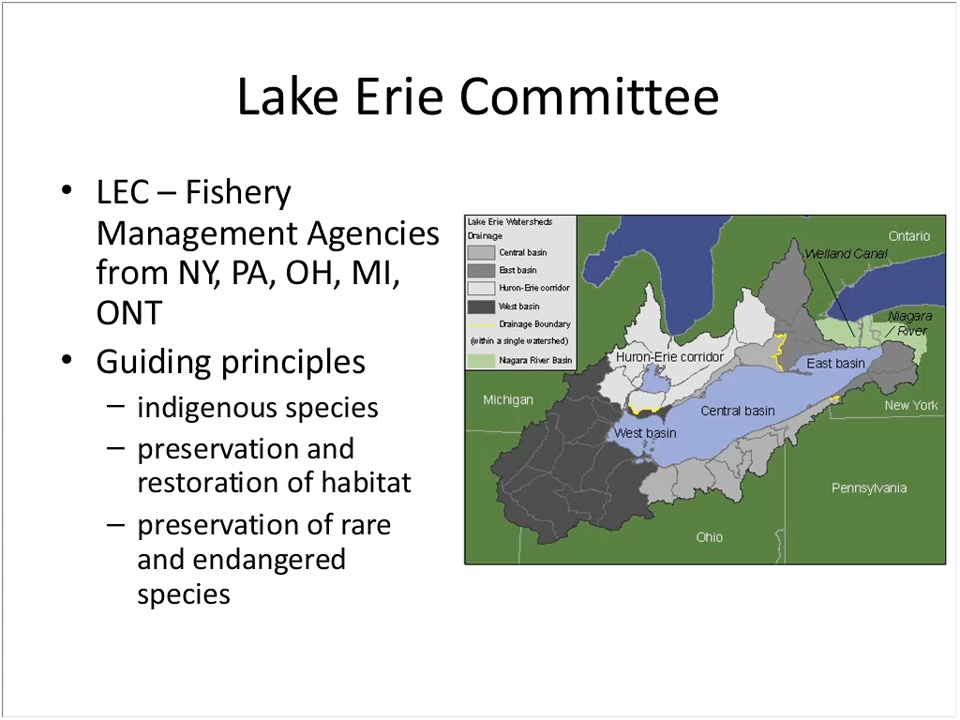 Lake Erie Committee
• LEC – Fishery
Management Agencies
from NY, PA, OH, MI,
ONT
• Guiding principles
– indigenous species
– preservation and
restoration of habitat
– preservation of rare
and endangered
species
Lake Erie Watersheds
Drainage
Central basin
East basin
Huron-Erie corridor
West basin
Drainage Boundary
(within a single watershed)
Niagara River Basin
Ontario
Welland Canal
Niagara
River
Huron-Erie corridor
East basin
Michigan
Central basin
New York
West basin
Pennsylvania
Ohio